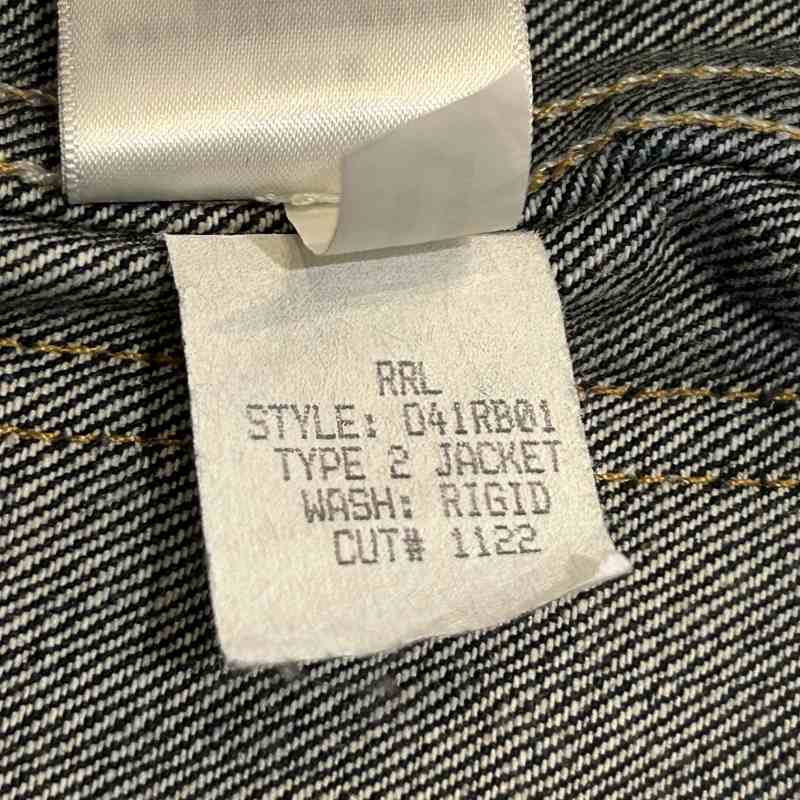 RRL
STYLE: 041RB01
TYPE 2 JACKET
WASH: RIGID
CUT# 1122